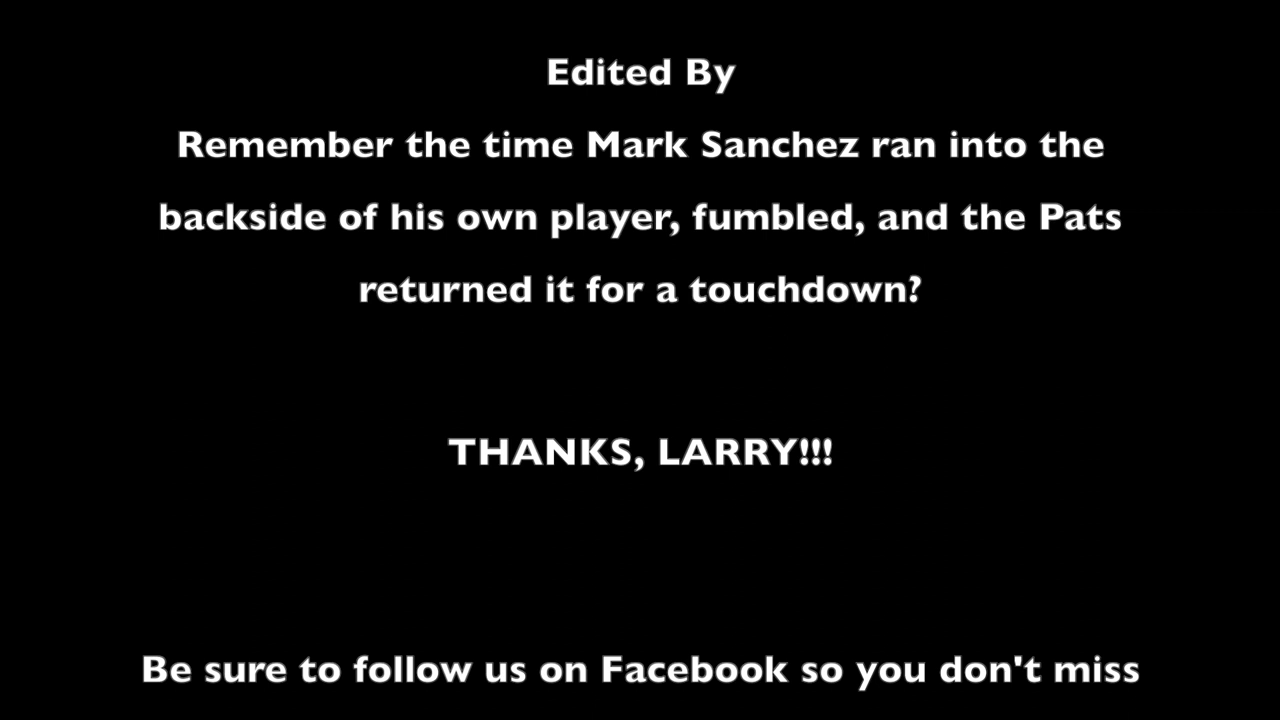 Edited By
Remember the time Mark Sanchez ran into the
backside of his own player, fumbled, and the Pats
returned it for a touchdown?
THANKS, LARRY!!!
Be sure to follow us on Facebook so you don't miss